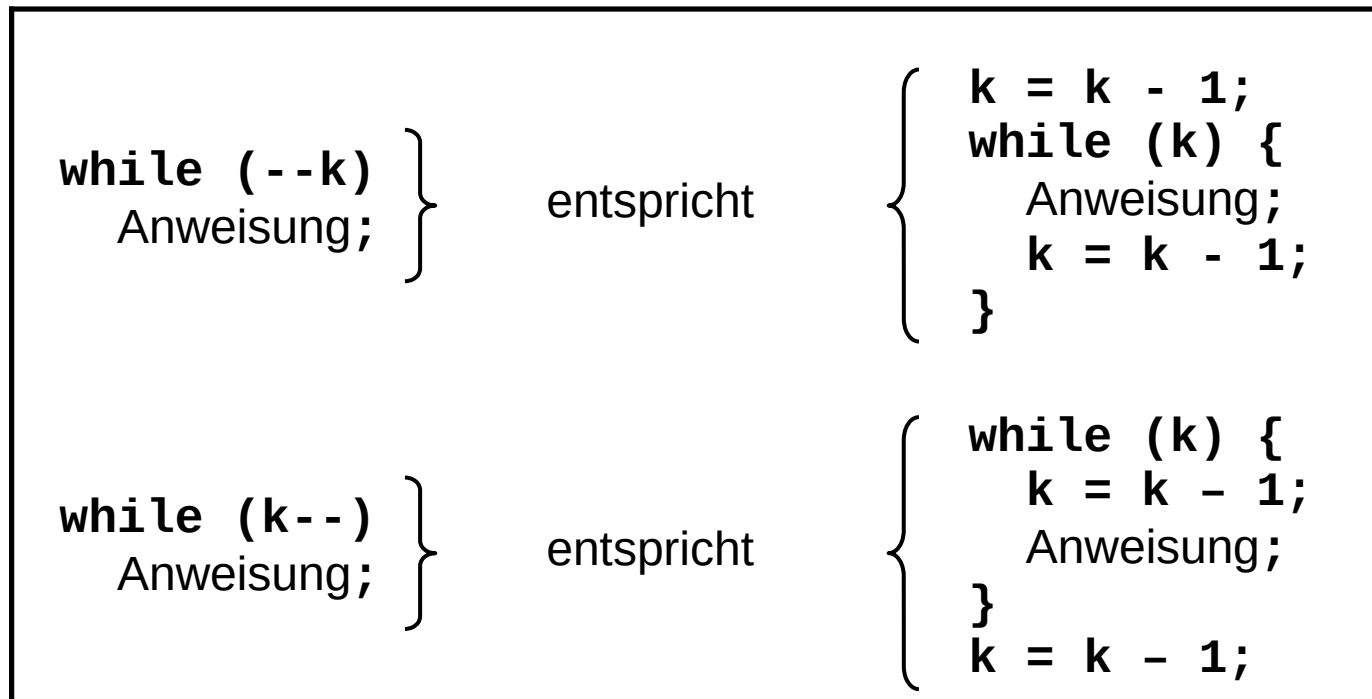 while (--k)
Anweisung;
entspricht
k = k - 1;
while (k) {
Anweisung;
k = k - 1;
}
while (k--)
Anweisung;
entspricht
while (k) {
k = k – 1;
Anweisung;
}
k = k – 1;